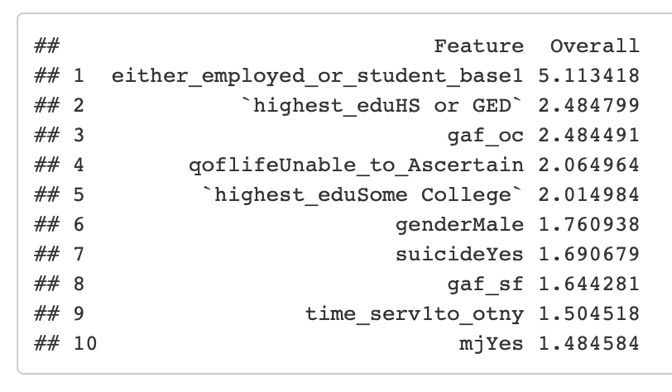 ##                              Feature  Overall
## 1  either_employed_or_student_base1 5.113418
## 2            `highest_eduHS or GED` 2.484799
## 3                            gaf_oc 2.484491
## 4        qoflifeUnable_to_Ascertain 2.064964
## 5         `highest_eduSome College` 2.014984
## 6                        genderMale 1.760938
## 7                        suicideYes 1.690679
## 8                            gaf_sf 1.644281
## 9                 time_serv1to_otny 1.504518
## 10                            mjYes 1.484584